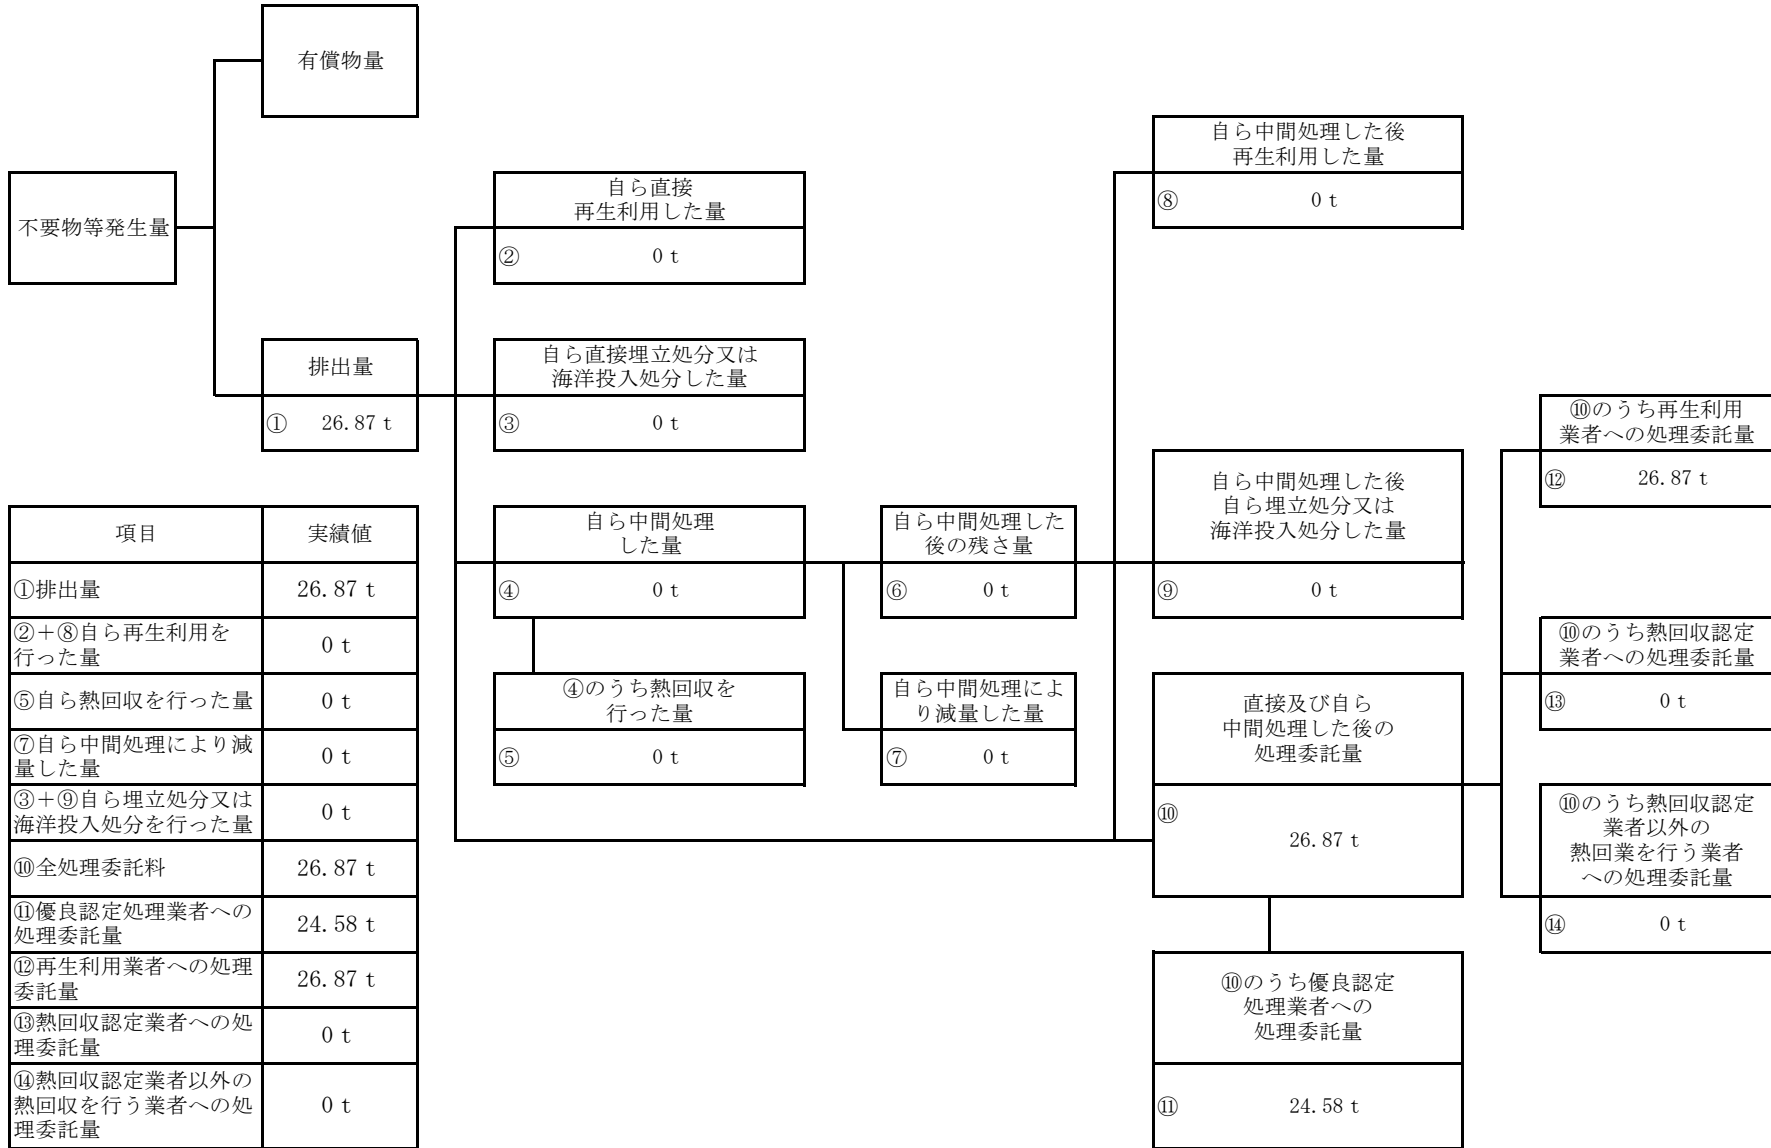 有償物量
不要物等発生量
排出量
① 26.87 t
自ら直接
再生利用した量
② 0 t
自ら直接埋立処分又は
海洋投入処分した量
③ 0 t
自ら中間処理
した量
④ 0 t
④のうち熱回収を
行った量
⑤ 0 t
自ら中間処理した
後の残さ量
⑥ 0 t
自ら中間処理によ
り減量した量
⑦ 0 t
自ら中間処理した後
再生利用した量
⑧ 0 t
自ら中間処理した後
自ら埋立処分又は
海洋投入処分した量
⑨ 0 t
直接及び自ら
中間処理した後の
処理委託量
⑩
26.87 t
⑩のうち優良認定
処理業者への
処理委託量
⑪ 24.58 t
⑩のうち再生利用
業者への処理委託量
⑫ 26.87 t
⑩のうち熱回収認定
業者への処理委託量
⑬ 0 t
⑩のうち熱回収認定
業者以外の
熱回業を行う業者
への処理委託量
⑭ 0 t
項目 実績値
①排出量 26.87 t
②+⑧自ら再生利用を
行った量 0 t
⑤自ら熱回収を行った量 0 t
⑦自ら中間処理により減
量した量 0 t
③+⑨自ら埋立処分又は
海洋投入処分を行った量 0 t
⑩全処理委託料 26.87 t
⑪優良認定処理業者への
処理委託量 24.58 t
⑫再生利用業者への処理
委託量 26.87 t
⑬熱回収認定業者への処
理委託量 0 t
⑭熱回収認定業者以外の
熱回収を行う業者への処
理委託量 0 t